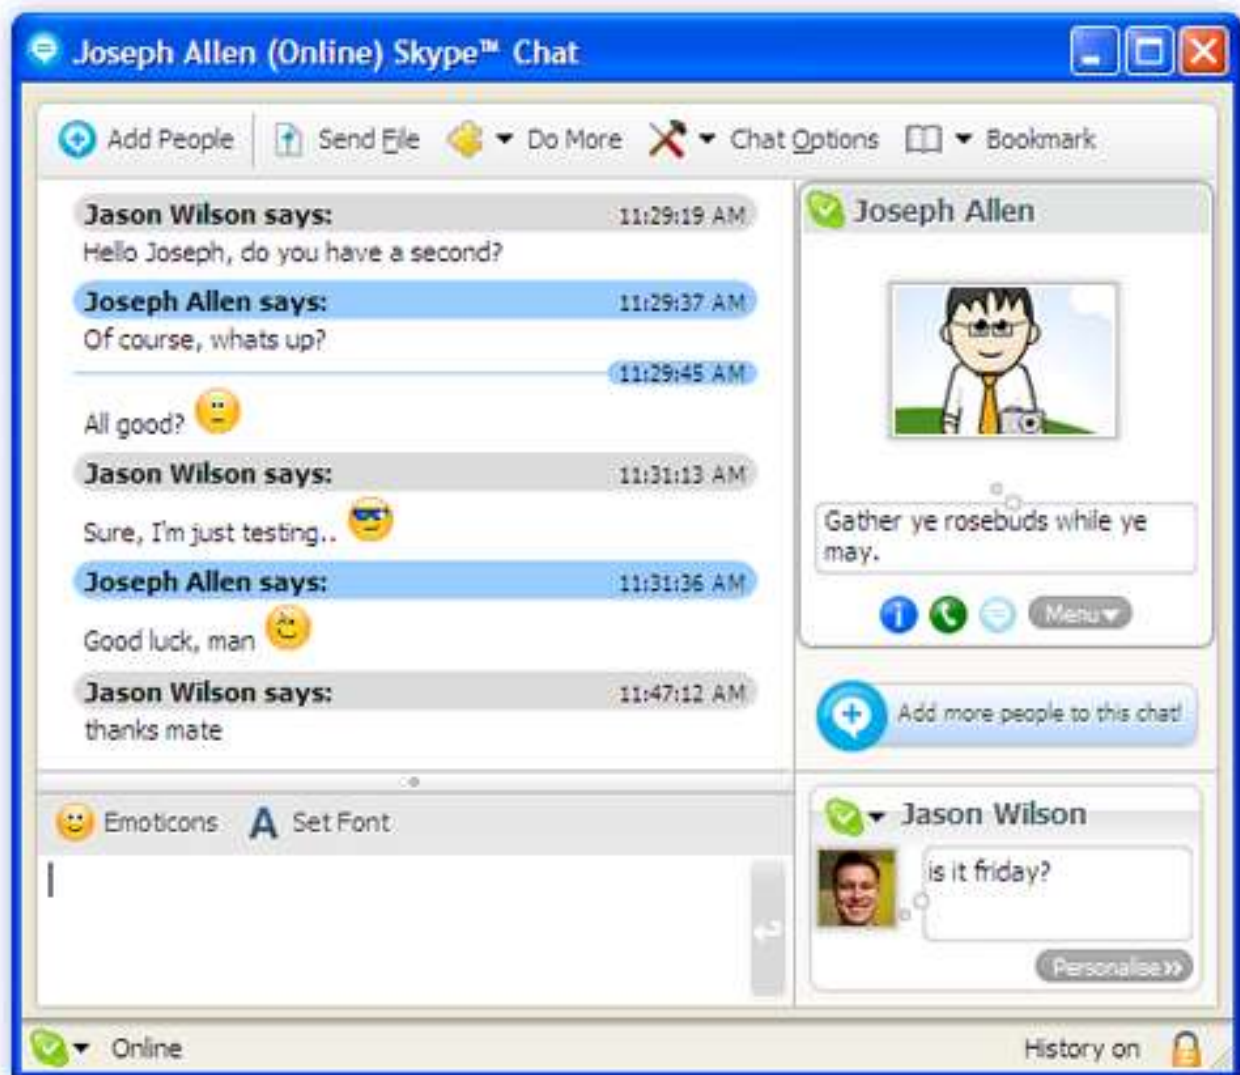 Joseph Allen (Online) Skype™ Chat
Add People Send File Do More Chat Options Bookmark
Jason Wilson says: 11:29:19 AM
Hello Joseph, do you have a second?
Joseph Allen says: 11:29:37 AM
Of course, whats up?
11:29:45 AM
All good?
Jason Wilson says: 11:31:13 AM
Sure, I'm just testing..
Joseph Allen says: 11:31:36 AM
Good luck, man
Jason Wilson says: 11:47:12 AM
thanks mate
Emoticons A Set Font
Joseph Allen
Gather ye rosebuds while ye
may.
Menu
Add more people to this chat!
Jason Wilson
is it friday?
Personalise
Online History on